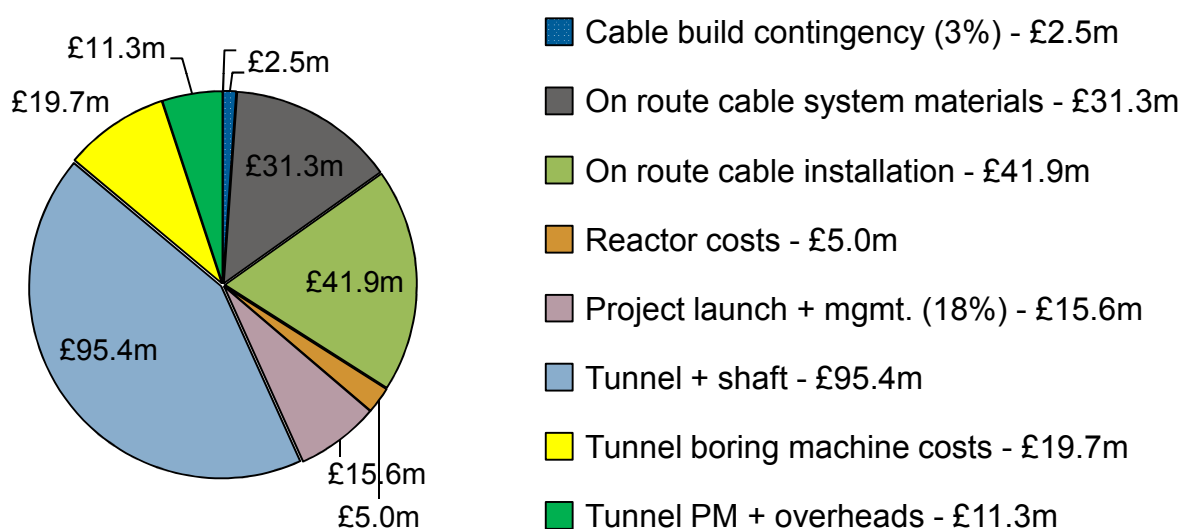 £11.3m
£2.5m
£19.7m
£31.3m
£41.9m
£95.4m
£15.6m
£5.0m
Cable build contingency (3%) - £2.5m
On route cable system materials - £31.3m
On route cable installation - £41.9m
Reactor costs - £5.0m
Project launch + mgmt. (18%) - £15.6m
Tunnel + shaft - £95.4m
Tunnel boring machine costs - £19.7m
Tunnel PM + overheads - £11.3m